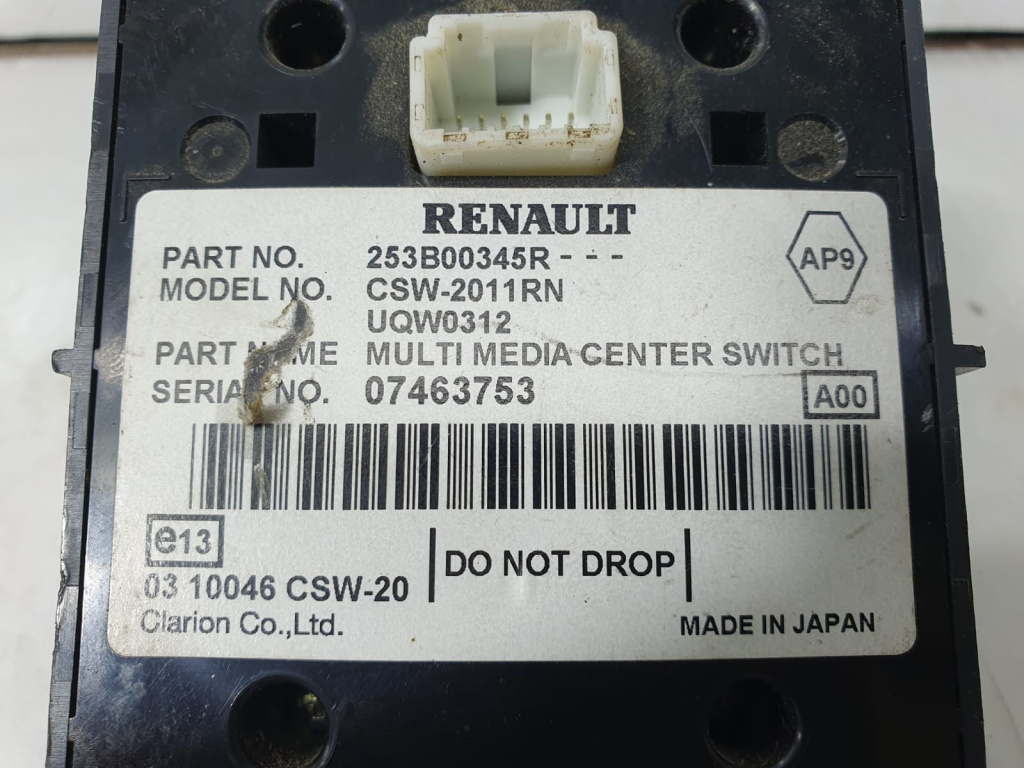 RENAULT
PART NO. 253B00345R - - -
AP9
MODEL NO. CSW-2011RN
UQW0312
PART NAME MULTI MEDIA CENTER SWITCH
SERIAL NO. 07463753
A00
e13
03 10046 CSW-20
DO NOT DROP
Clarion Co.,Ltd.
MADE IN JAPAN